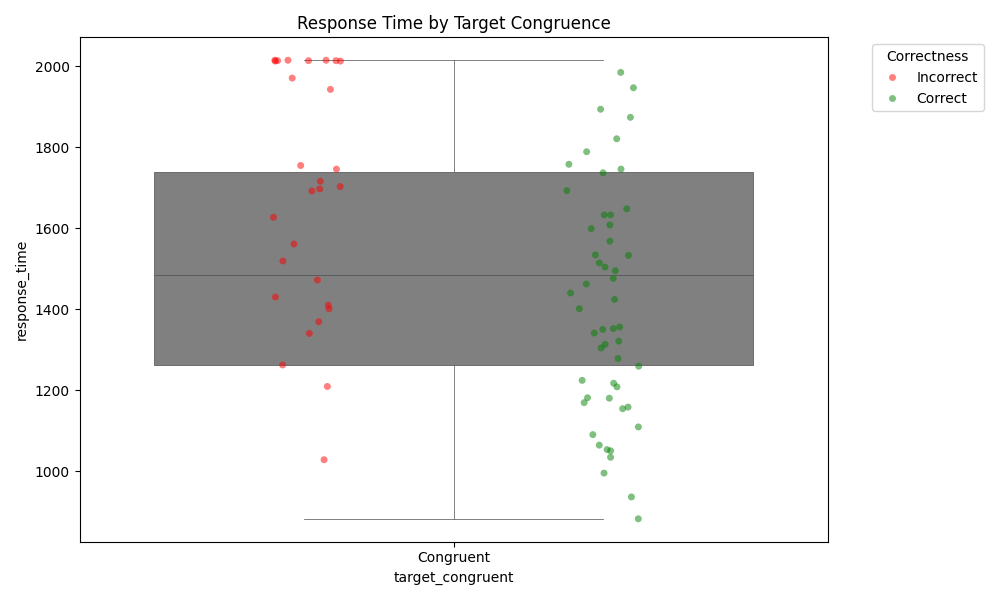 Response Time by Target Congruence
Correctness
Incorrect
Correct
response_time
2000
1800
1600
1400
1200
1000
Congruent
target_congruent